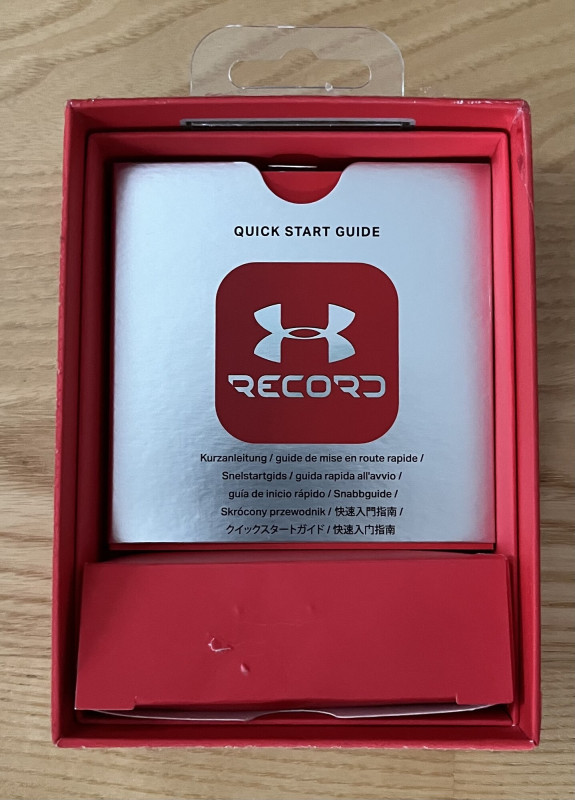 QUICK START GUIDE
RECORD
Kurzanleitung / guide de mise en route rapide /
Snelstartgids / guida rapida all'avvio /
guía de inicio rápido / Snabbguide /
Skrócony przewodnik / 快速入門指南 /
クイックスタートガイド / 快速入门指南